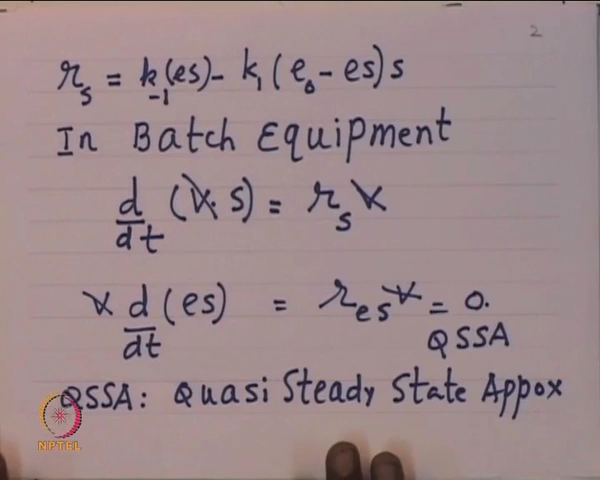 2
r_s = k_-1(es) - k_1(e_0 - es)s
In Batch Equipment
d/dt (V·s) = r_s V
V d/dt (es) = r_es V = 0.
QSSA
QSSA: Quasi Steady State Appox
NPTEL